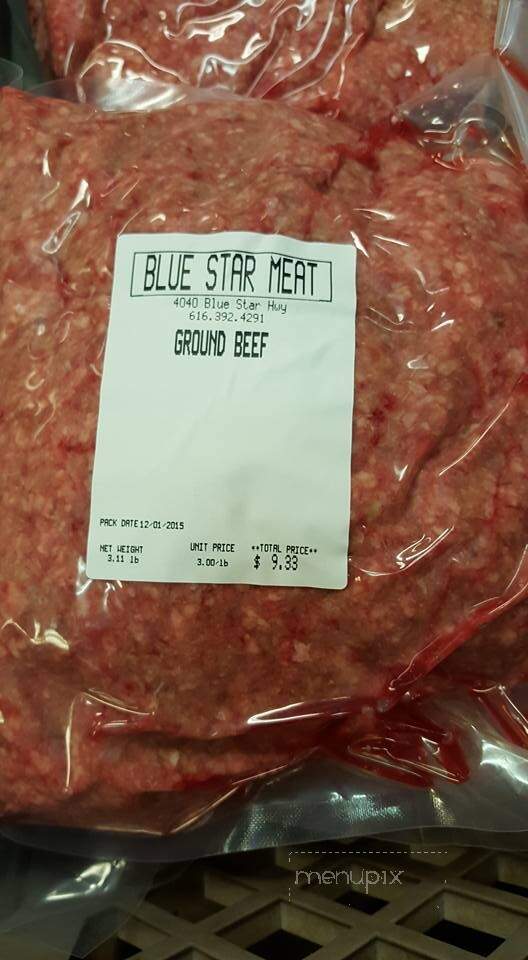 BLUE STAR MEAT
4040 Blue Star Hwy
616.392.4291
GROUND BEEF
PACK DATE 12/01/2015
NET WEIGHT UNIT PRICE **TOTAL PRICE**
3.11 lb 3.00/lb $ 9.33
menupix